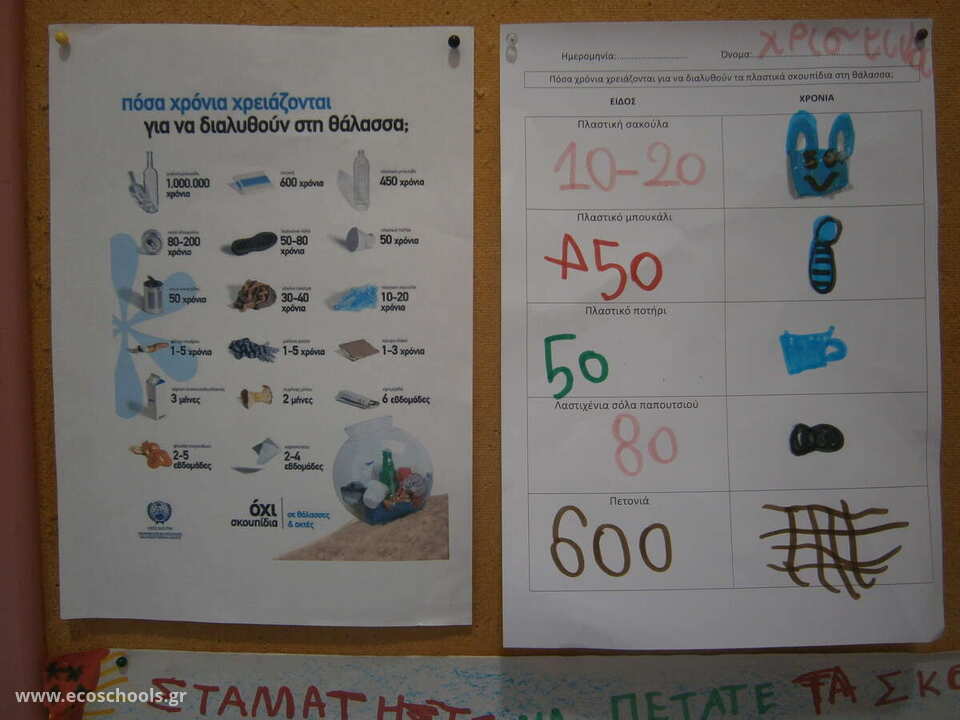 πόσα χρόνια χρειάζονται
για να διαλυθούν στη θάλασσα;
1.000.000 χρόνια
600 χρόνια
450 χρόνια
80-200 χρόνια
50-80 χρόνια
50 χρόνια
50 χρόνια
30-40 χρόνια
10-20 χρόνια
1-5 χρόνια
1-5 χρόνια
1-3 χρόνια
3 μήνες
2 μήνες
6 εβδομάδες
2-5 εβδομάδες
2-4 εβδομάδες
όχι σκουπίδια
σε θάλασσες & ακτές
Ημερομηνία: Όνομα: χριστινα
Πόσα χρόνια χρειάζονται για να διαλυθούν τα πλαστικά σκουπίδια στη θάλασσα;
ΕΙΔΟΣ ΧΡΟΝΙΑ
Πλαστική σακούλα
10-20
Πλαστικό μπουκάλι
450
Πλαστικό ποτήρι
50
Λαστιχένια σόλα παπουτσιού
80
Πετονιά
600
ΠΕΤΑΤΕ ΤΑ
www.ecoschools.gr